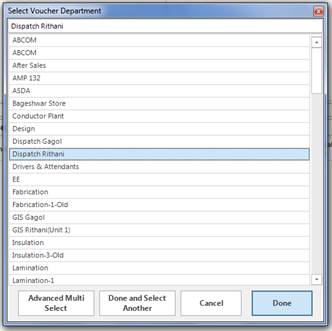 Select Voucher Department
Dispatch Rithani
ABCOM
ABCOM
After Sales
AMP 132
ASDA
Bageshwar Store
Conductor Plant
Design
Dispatch Gagol
Dispatch Rithani
Drivers & Attendants
EE
Fabrication
Fabrication-1-Old
GIS Gagol
GIS Rithani(Unit 1)
Insulation
Insulation-3-Old
Lamination
Lamination-1
Advanced Multi Select
Done and Select Another
Cancel
Done